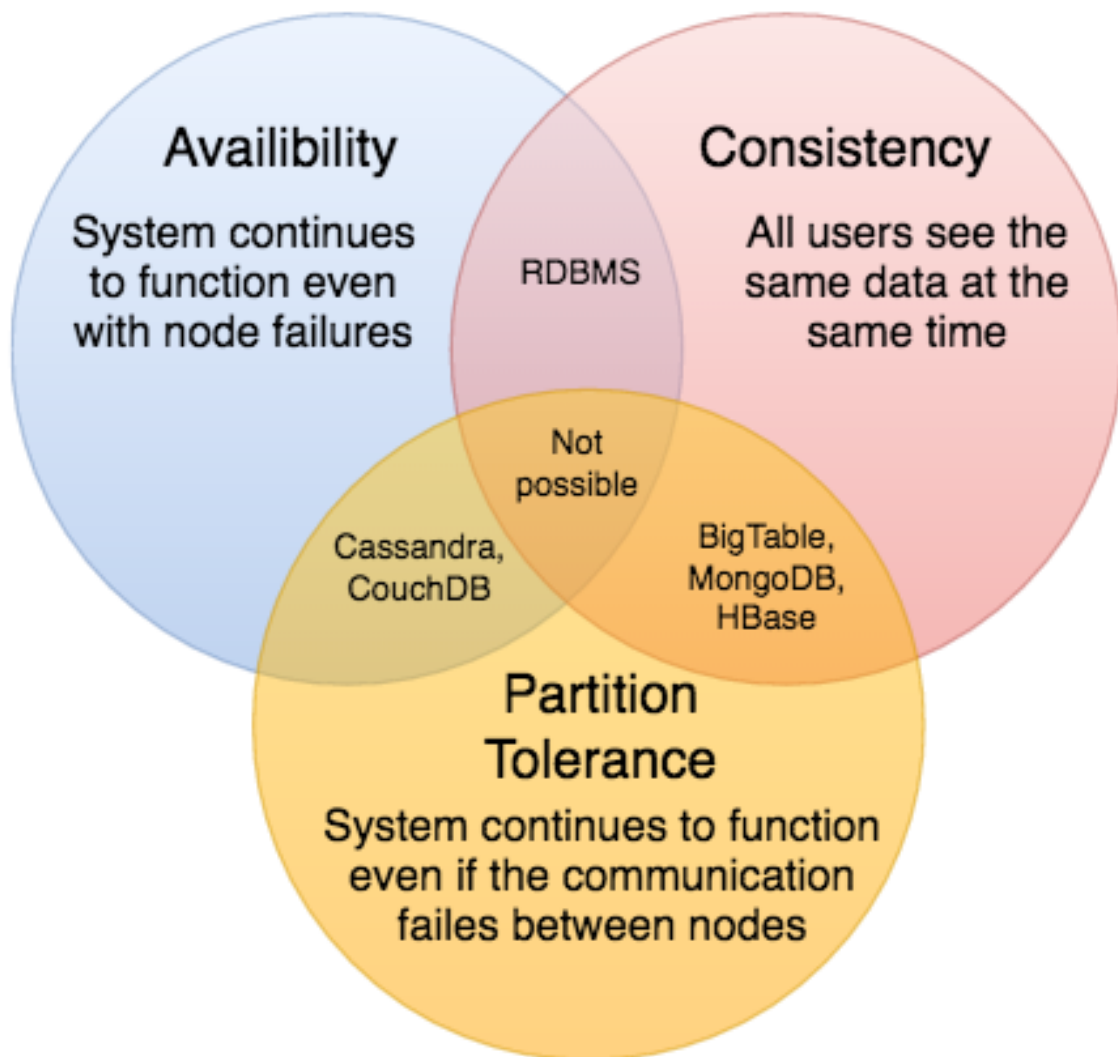 Availibility
System continues
to function even
with node failures
Consistency
All users see the
same data at the
same time
RDBMS
Not
possible
Cassandra,
CouchDB
BigTable,
MongoDB,
HBase
Partition
Tolerance
System continues to function
even if the communication
failes between nodes